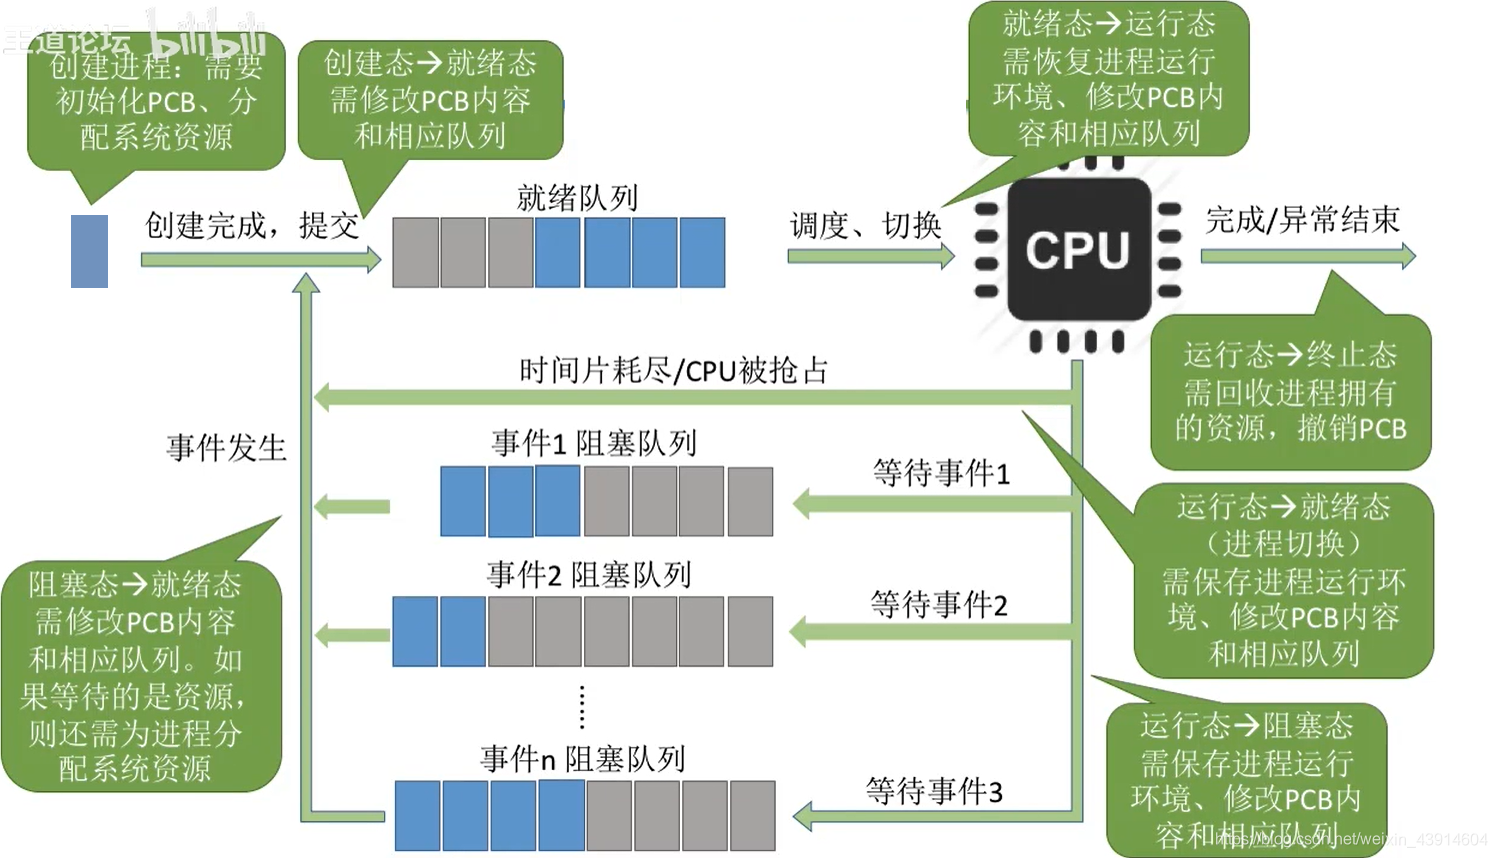 王道论坛 bilibili
创建进程：需要
初始化PCB、分
配系统资源
创建态→就绪态
需修改PCB内容
和相应队列
就绪态→运行态
需恢复进程运行
环境、修改PCB内
容和相应队列
创建完成，提交
就绪队列
调度、切换
CPU
完成/异常结束
时间片耗尽/CPU被抢占
运行态→终止态
需回收进程拥有
的资源，撤销PCB
事件发生
事件1 阻塞队列
等待事件1
运行态→就绪态
（进程切换）
需保存进程运行环
境、修改PCB内容
和相应队列
阻塞态→就绪态
需修改PCB内容
和相应队列。如
果等待的是资源，
则还需为进程分
配系统资源
事件2 阻塞队列
等待事件2
......
事件n 阻塞队列
等待事件3
运行态→阻塞态
需保存进程运行
环境、修改PCB内
容和相应队列
https://blog.csdn.net/weixin_43914604